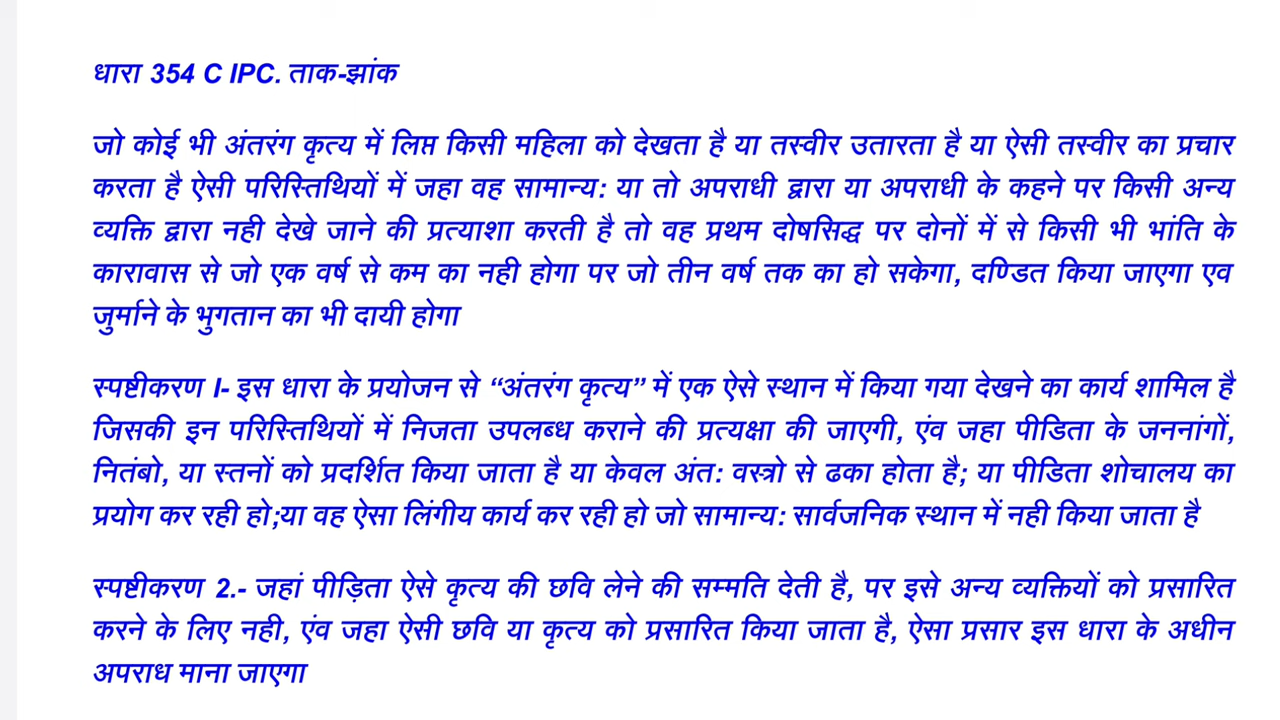 धारा 354 C IPC. ताक-झांक
जो कोई भी अंतरंग कृत्य में लिप्त किसी महिला को देखता है या तस्वीर उतारता है या ऐसी तस्वीर का प्रचार
करता है ऐसी परिस्तिथियों में जहा वह सामान्य: या तो अपराधी द्वारा या अपराधी के कहने पर किसी अन्य
व्यक्ति द्वारा नही देखे जाने की प्रत्याशा करती है तो वह प्रथम दोषसिद्ध पर दोनों में से किसी भी भांति के
कारावास से जो एक वर्ष से कम का नही होगा पर जो तीन वर्ष तक का हो सकेगा, दण्डित किया जाएगा एव
जुर्माने के भुगतान का भी दायी होगा
स्पष्टीकरण I- इस धारा के प्रयोजन से “अंतरंग कृत्य” में एक ऐसे स्थान में किया गया देखने का कार्य शामिल है
जिसकी इन परिस्तिथियों में निजता उपलब्ध कराने की प्रत्यक्षा की जाएगी, एंव जहा पीडिता के जननांगों,
नितंबो, या स्तनों को प्रदर्शित किया जाता है या केवल अंत: वस्त्रो से ढका होता है; या पीडिता शोचालय का
प्रयोग कर रही हो;या वह ऐसा लिंगीय कार्य कर रही हो जो सामान्य: सार्वजनिक स्थान में नही किया जाता है
स्पष्टीकरण 2.- जहां पीड़िता ऐसे कृत्य की छवि लेने की सम्मति देती है, पर इसे अन्य व्यक्तियों को प्रसारित
करने के लिए नही, एंव जहा ऐसी छवि या कृत्य को प्रसारित किया जाता है, ऐसा प्रसार इस धारा के अधीन
अपराध माना जाएगा